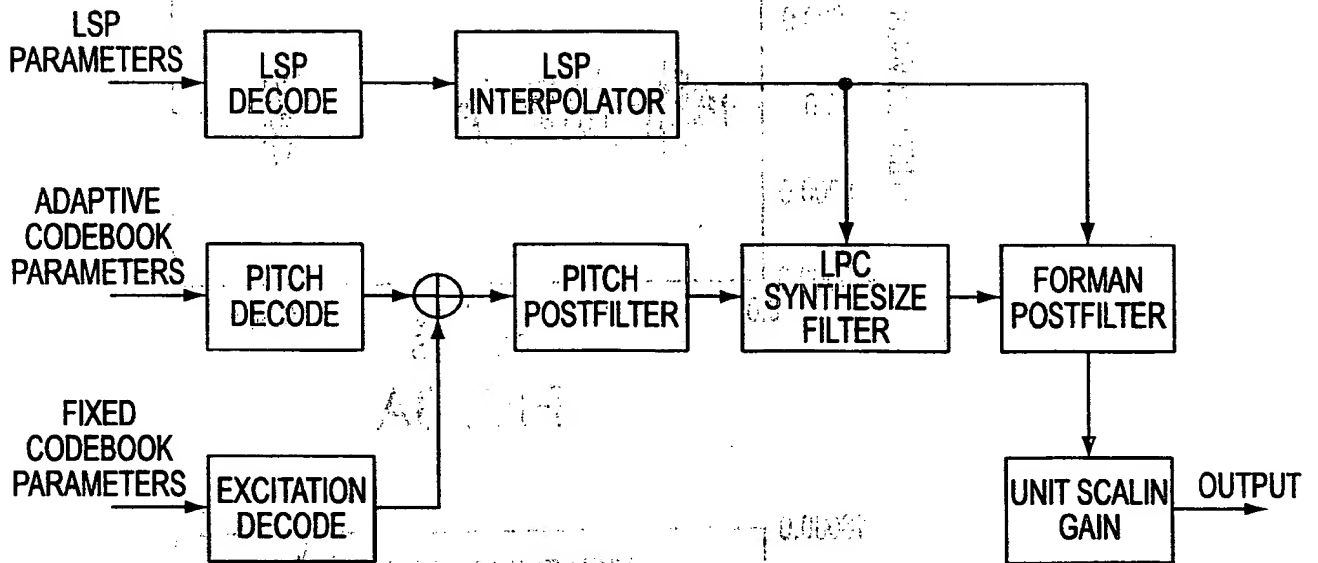 LSP
PARAMETERS
LSP
DECODE
LSP
INTERPOLATOR
ADAPTIVE
CODEBOOK
PARAMETERS
PITCH
DECODE
PITCH
POSTFILTER
LPC
SYNTHESIZE
FILTER
FORMAN
POSTFILTER
FIXED
CODEBOOK
PARAMETERS
EXCITATION
DECODE
UNIT SCALIN
GAIN
OUTPUT